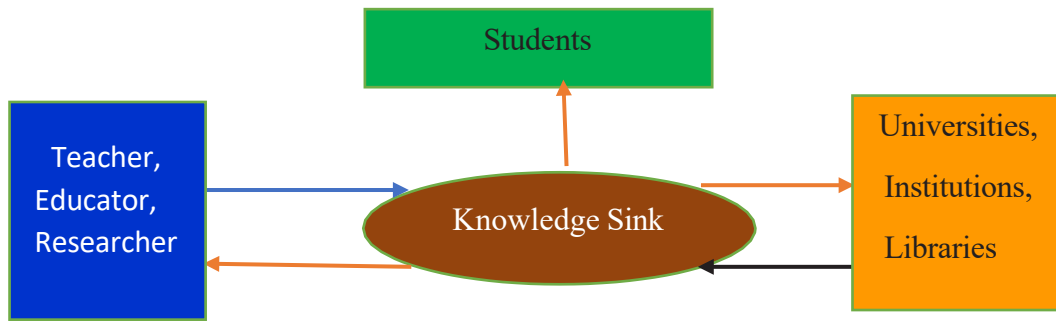 Students
Teacher,
Educator,
Researcher
Knowledge Sink
Universities,
Institutions,
Libraries